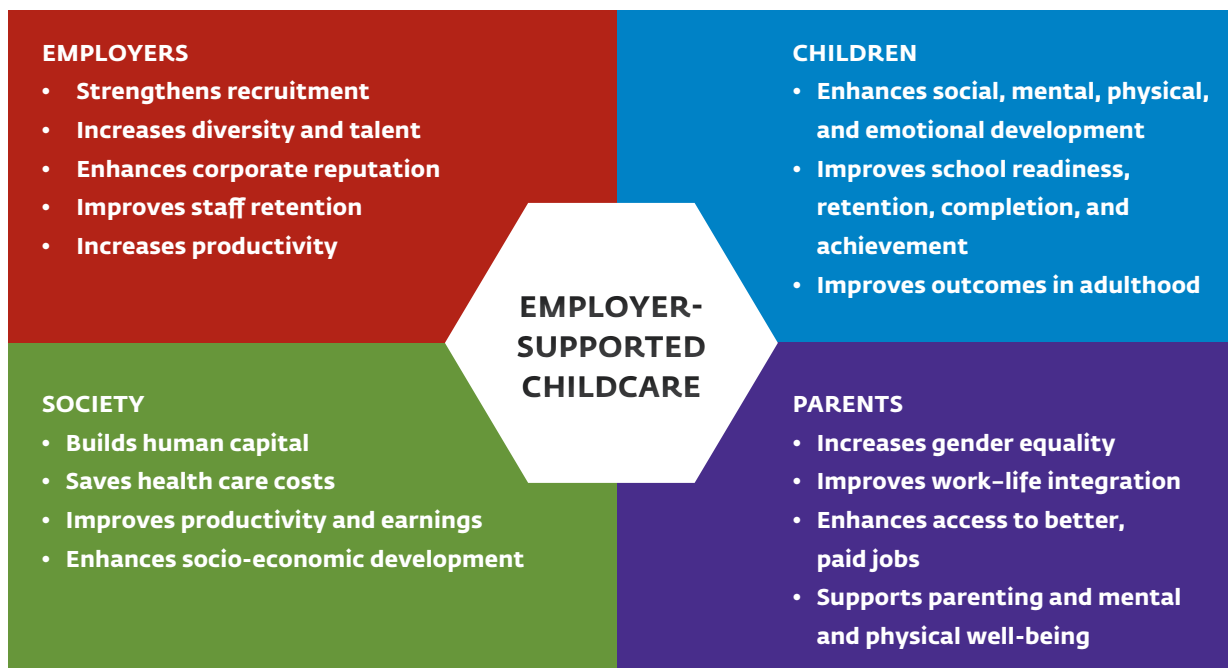 EMPLOYERS
• Strengthens recruitment
• Increases diversity and talent
• Enhances corporate reputation
• Improves staff retention
• Increases productivity
CHILDREN
• Enhances social, mental, physical,
and emotional development
• Improves school readiness,
retention, completion, and
achievement
• Improves outcomes in adulthood
EMPLOYER-
SUPPORTED
CHILDCARE
SOCIETY
• Builds human capital
• Saves health care costs
• Improves productivity and earnings
• Enhances socio-economic development
PARENTS
• Increases gender equality
• Improves work–life integration
• Enhances access to better,
paid jobs
• Supports parenting and mental
and physical well-being